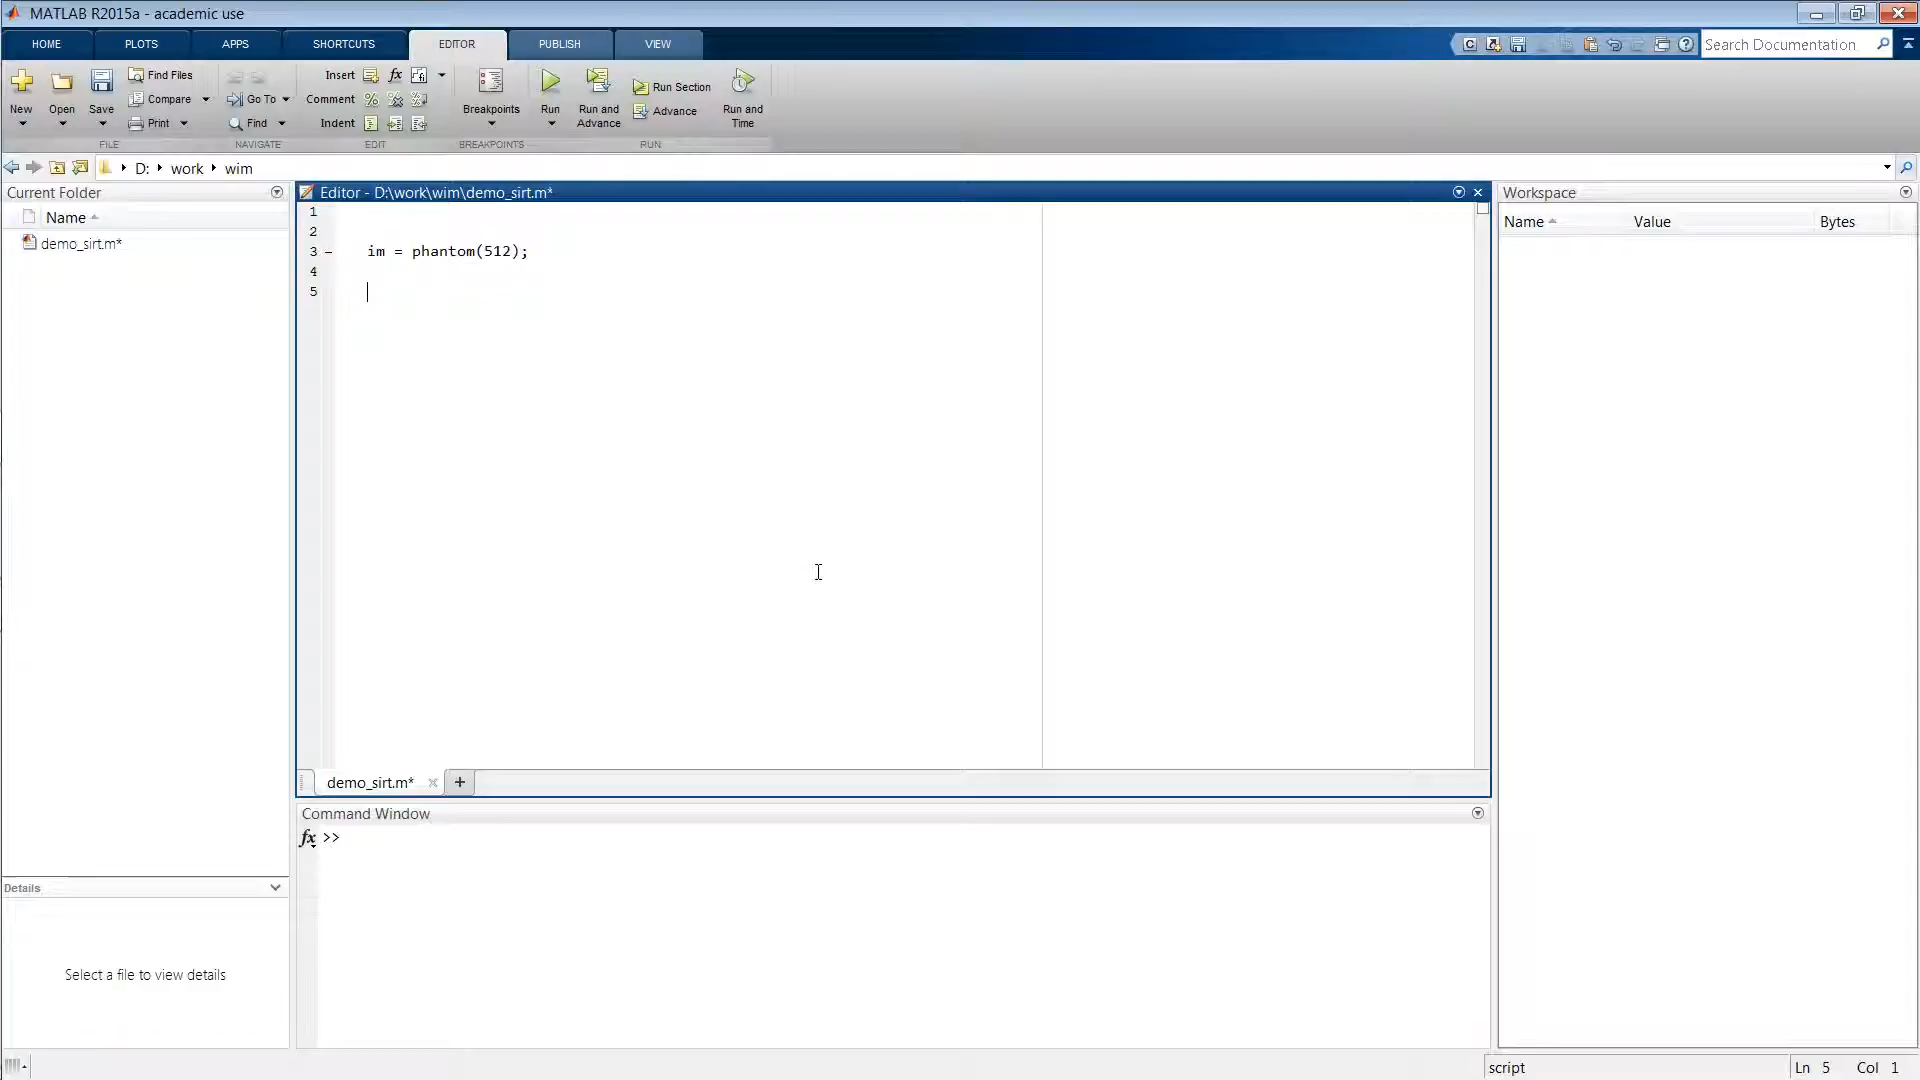 MATLAB R2015a - academic use
HOME PLOTS APPS SHORTCUTS EDITOR PUBLISH VIEW
Search Documentation
New Open Save Find Files Compare Print
Go To Find
Insert fx
Comment
Indent
Breakpoints
Run Run and Advance Run Section Advance Run and Time
FILE NAVIGATE EDIT BREAKPOINTS RUN
D: work wim
Current Folder
Name
demo_sirt.m*
Editor - D:\work\wim\demo_sirt.m*
1
2
3 – im = phantom(512);
4
5
demo_sirt.m* +
Command Window
fx >>
Workspace
Name Value Bytes
Details
Select a file to view details
script Ln 5 Col 1